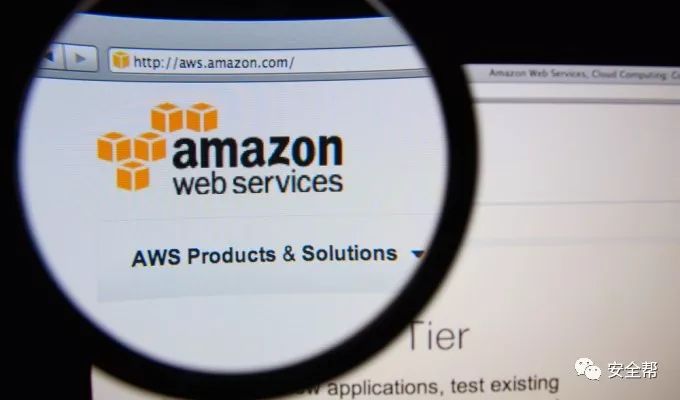 http://aws.amazon.com/
Amazon Web Services, Cloud Computing:
amazon
web services
AWS Products & Solutions
Tier
applications, test existing
安全帮